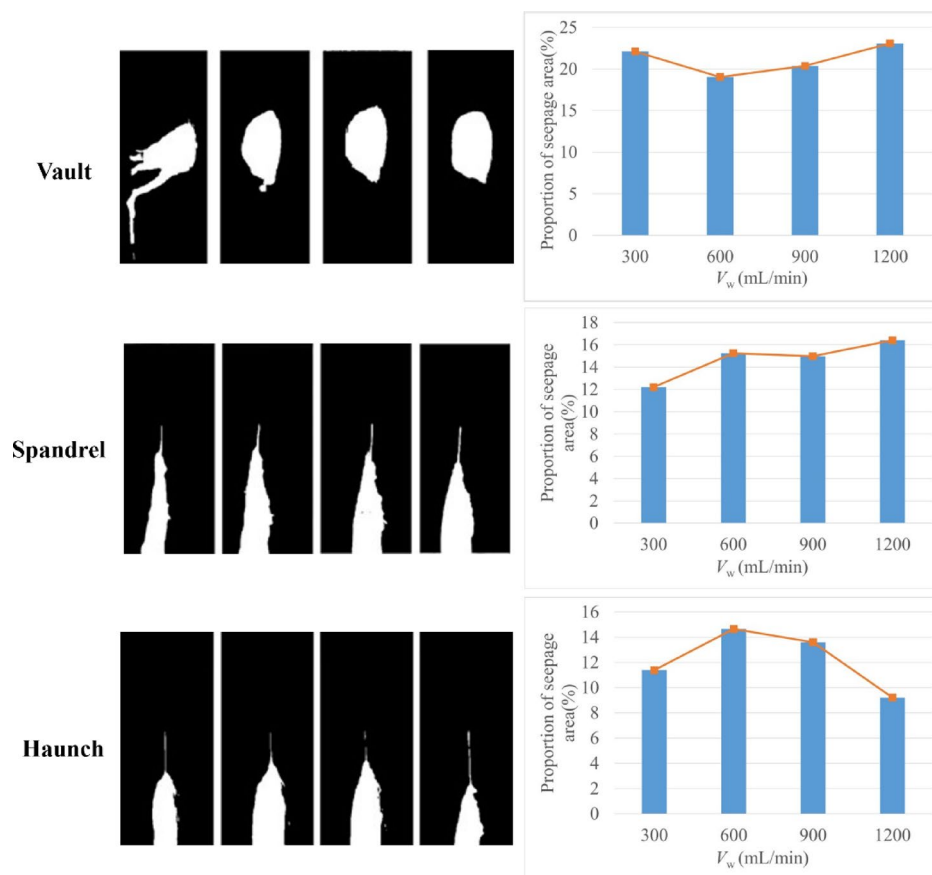 Vault
Proportion of seepage area(%)
25
20
15
10
5
0
300 600 900 1200
V_w (mL/min)
Spandrel
Proportion of seepage
area(%)
18
16
14
12
10
8
6
4
2
0
300 600 900 1200
V_w (mL/min)
Haunch
Proportion of seepage
area(%)
16
14
12
10
8
6
4
2
0
300 600 900 1200
V_w (mL/min)